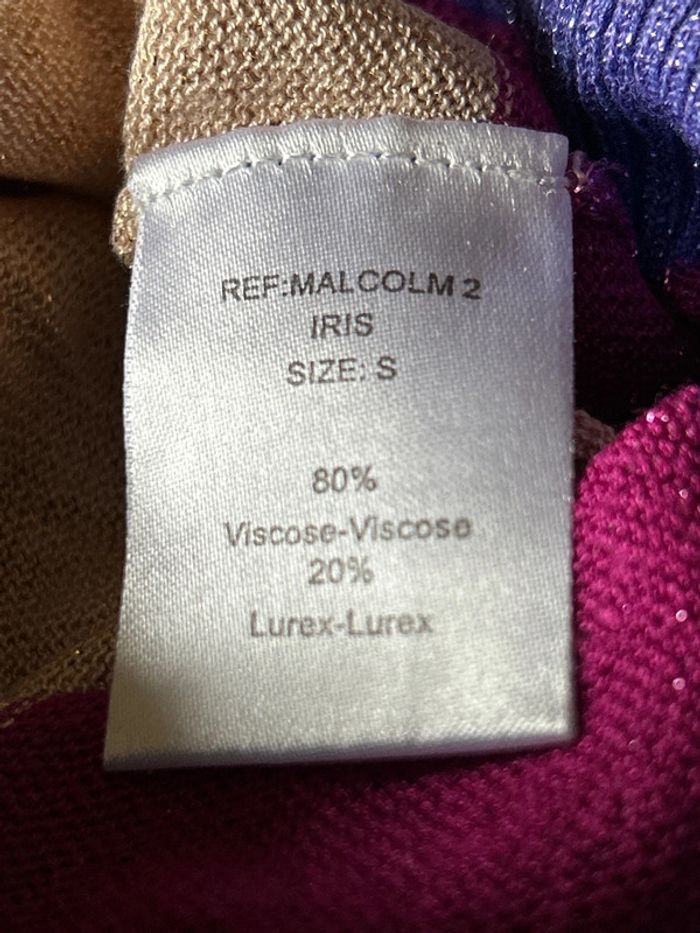 REF:MALCOLM 2
IRIS
SIZE: S
80%
Viscose-Viscose
20%
Lurex-Lurex